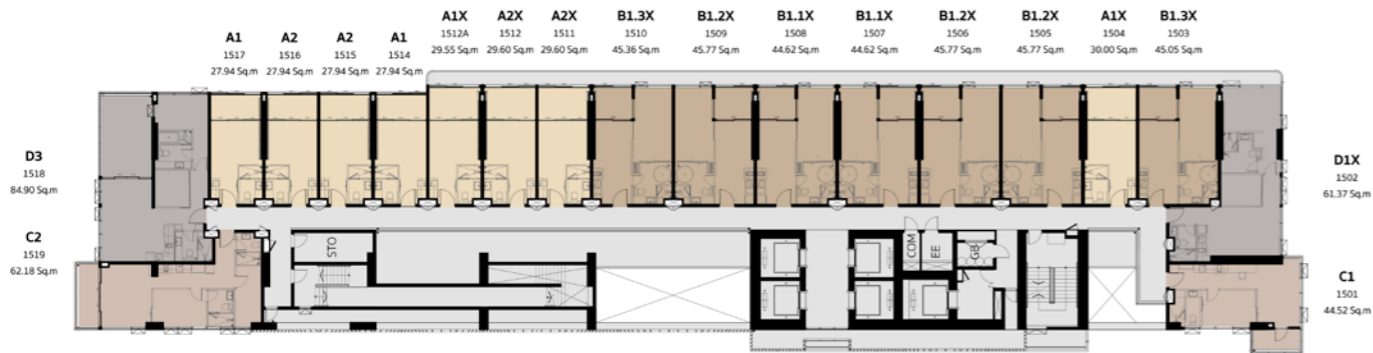 A1
1517
27.94 Sq.m
A2
1516
27.94 Sq.m
A2
1515
27.94 Sq.m
A1
1514
27.94 Sq.m
A1X
1512A
29.55 Sq.m
A2X
1512
29.60 Sq.m
A2X
1511
29.60 Sq.m
B1.3X
1510
45.36 Sq.m
B1.2X
1509
45.77 Sq.m
B1.1X
1508
44.62 Sq.m
B1.1X
1507
44.62 Sq.m
B1.2X
1506
45.77 Sq.m
B1.2X
1505
45.77 Sq.m
A1X
1504
30.00 Sq.m
B1.3X
1503
45.05 Sq.m
D3
1518
84.90 Sq.m
C2
1519
62.18 Sq.m
STO
COM
EE
GB
D1X
1502
61.37 Sq.m
C1
1501
44.52 Sq.m